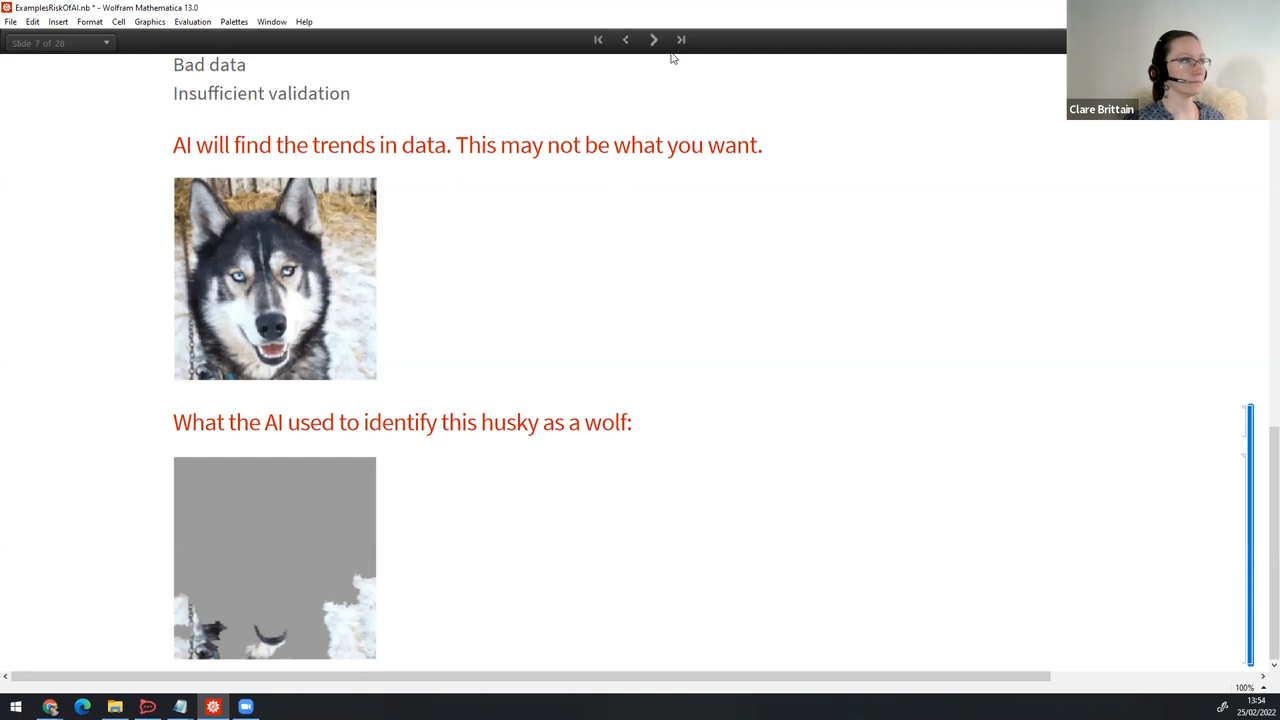 ExamplesRiskOfAI.nb * - Wolfram Mathematica 13.0
File Edit Insert Format Cell Graphics Evaluation Palettes Window Help
Slide 7 of 28
Bad data
Insufficient validation
Clare Brittain
AI will find the trends in data. This may not be what you want.
What the AI used to identify this husky as a wolf:
100%
13:54
25/02/2022